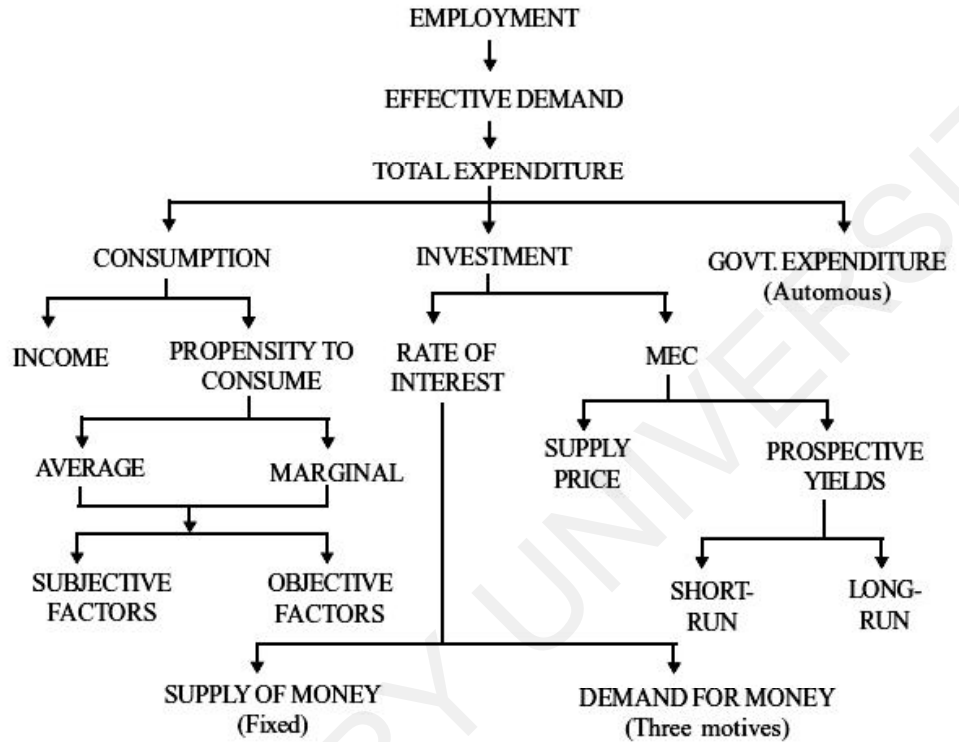 EMPLOYMENT
EFFECTIVE DEMAND
TOTAL EXPENDITURE
CONSUMPTION
INVESTMENT
GOVT. EXPENDITURE
(Automous)
INCOME
PROPENSITY TO
CONSUME
RATE OF
INTEREST
MEC
AVERAGE
MARGINAL
SUPPLY
PRICE
PROSPECTIVE
YIELDS
SUBJECTIVE
FACTORS
OBJECTIVE
FACTORS
SHORT-
RUN
LONG-
RUN
SUPPLY OF MONEY
(Fixed)
DEMAND FOR MONEY
(Three motives)